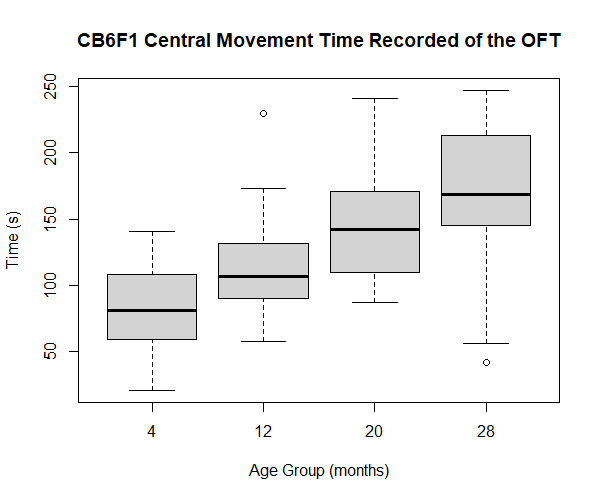 CB6F1 Central Movement Time Recorded of the OFT
250
200
150
100
50
Time (s)
4 12 20 28
Age Group (months)